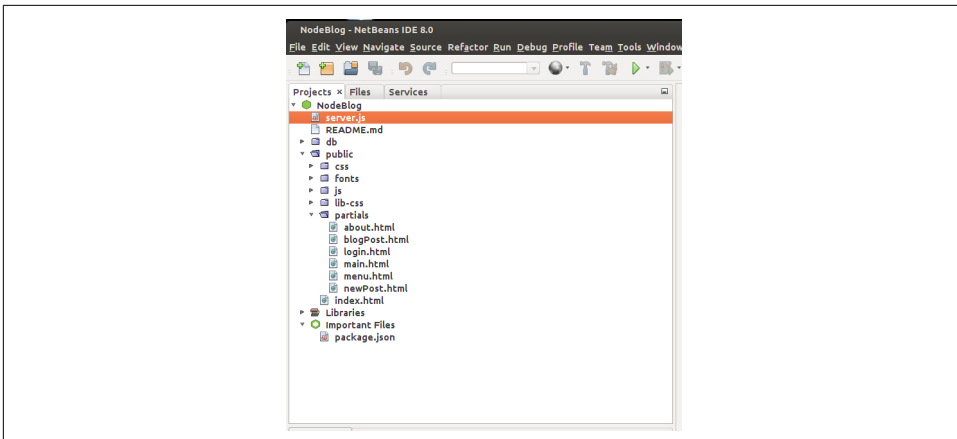 NodeBlog - NetBeans IDE 8.0
File Edit View Navigate Source Refactor Run Debug Profile Team Tools Window
Projects × Files Services
NodeBlog
server.js
README.md
db
public
css
fonts
js
lib-css
partials
about.html
blogPost.html
login.html
main.html
menu.html
newPost.html
index.html
Libraries
Important Files
package.json